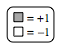 = +1
= −1